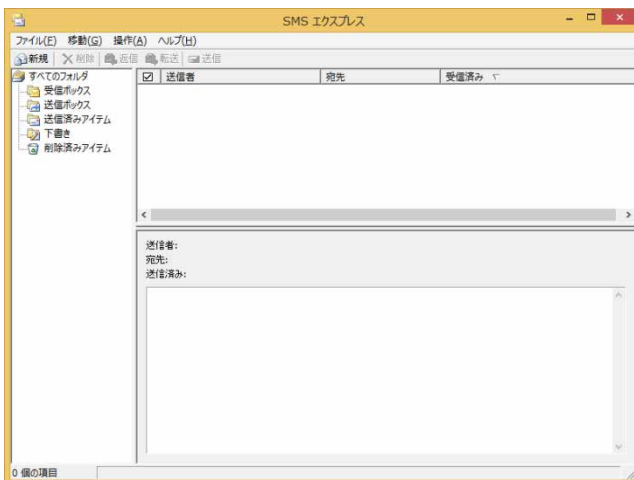 SMS エクスプレス
ファイル(F) 移動(G) 操作(A) ヘルプ(H)
新規 削除 返信 転送 送信
すべてのフォルダ
受信ボックス
送信ボックス
送信済みアイテム
下書き
削除済みアイテム
送信者 宛先 受信済み
送信者:
宛先:
送信済み:
0 個の項目